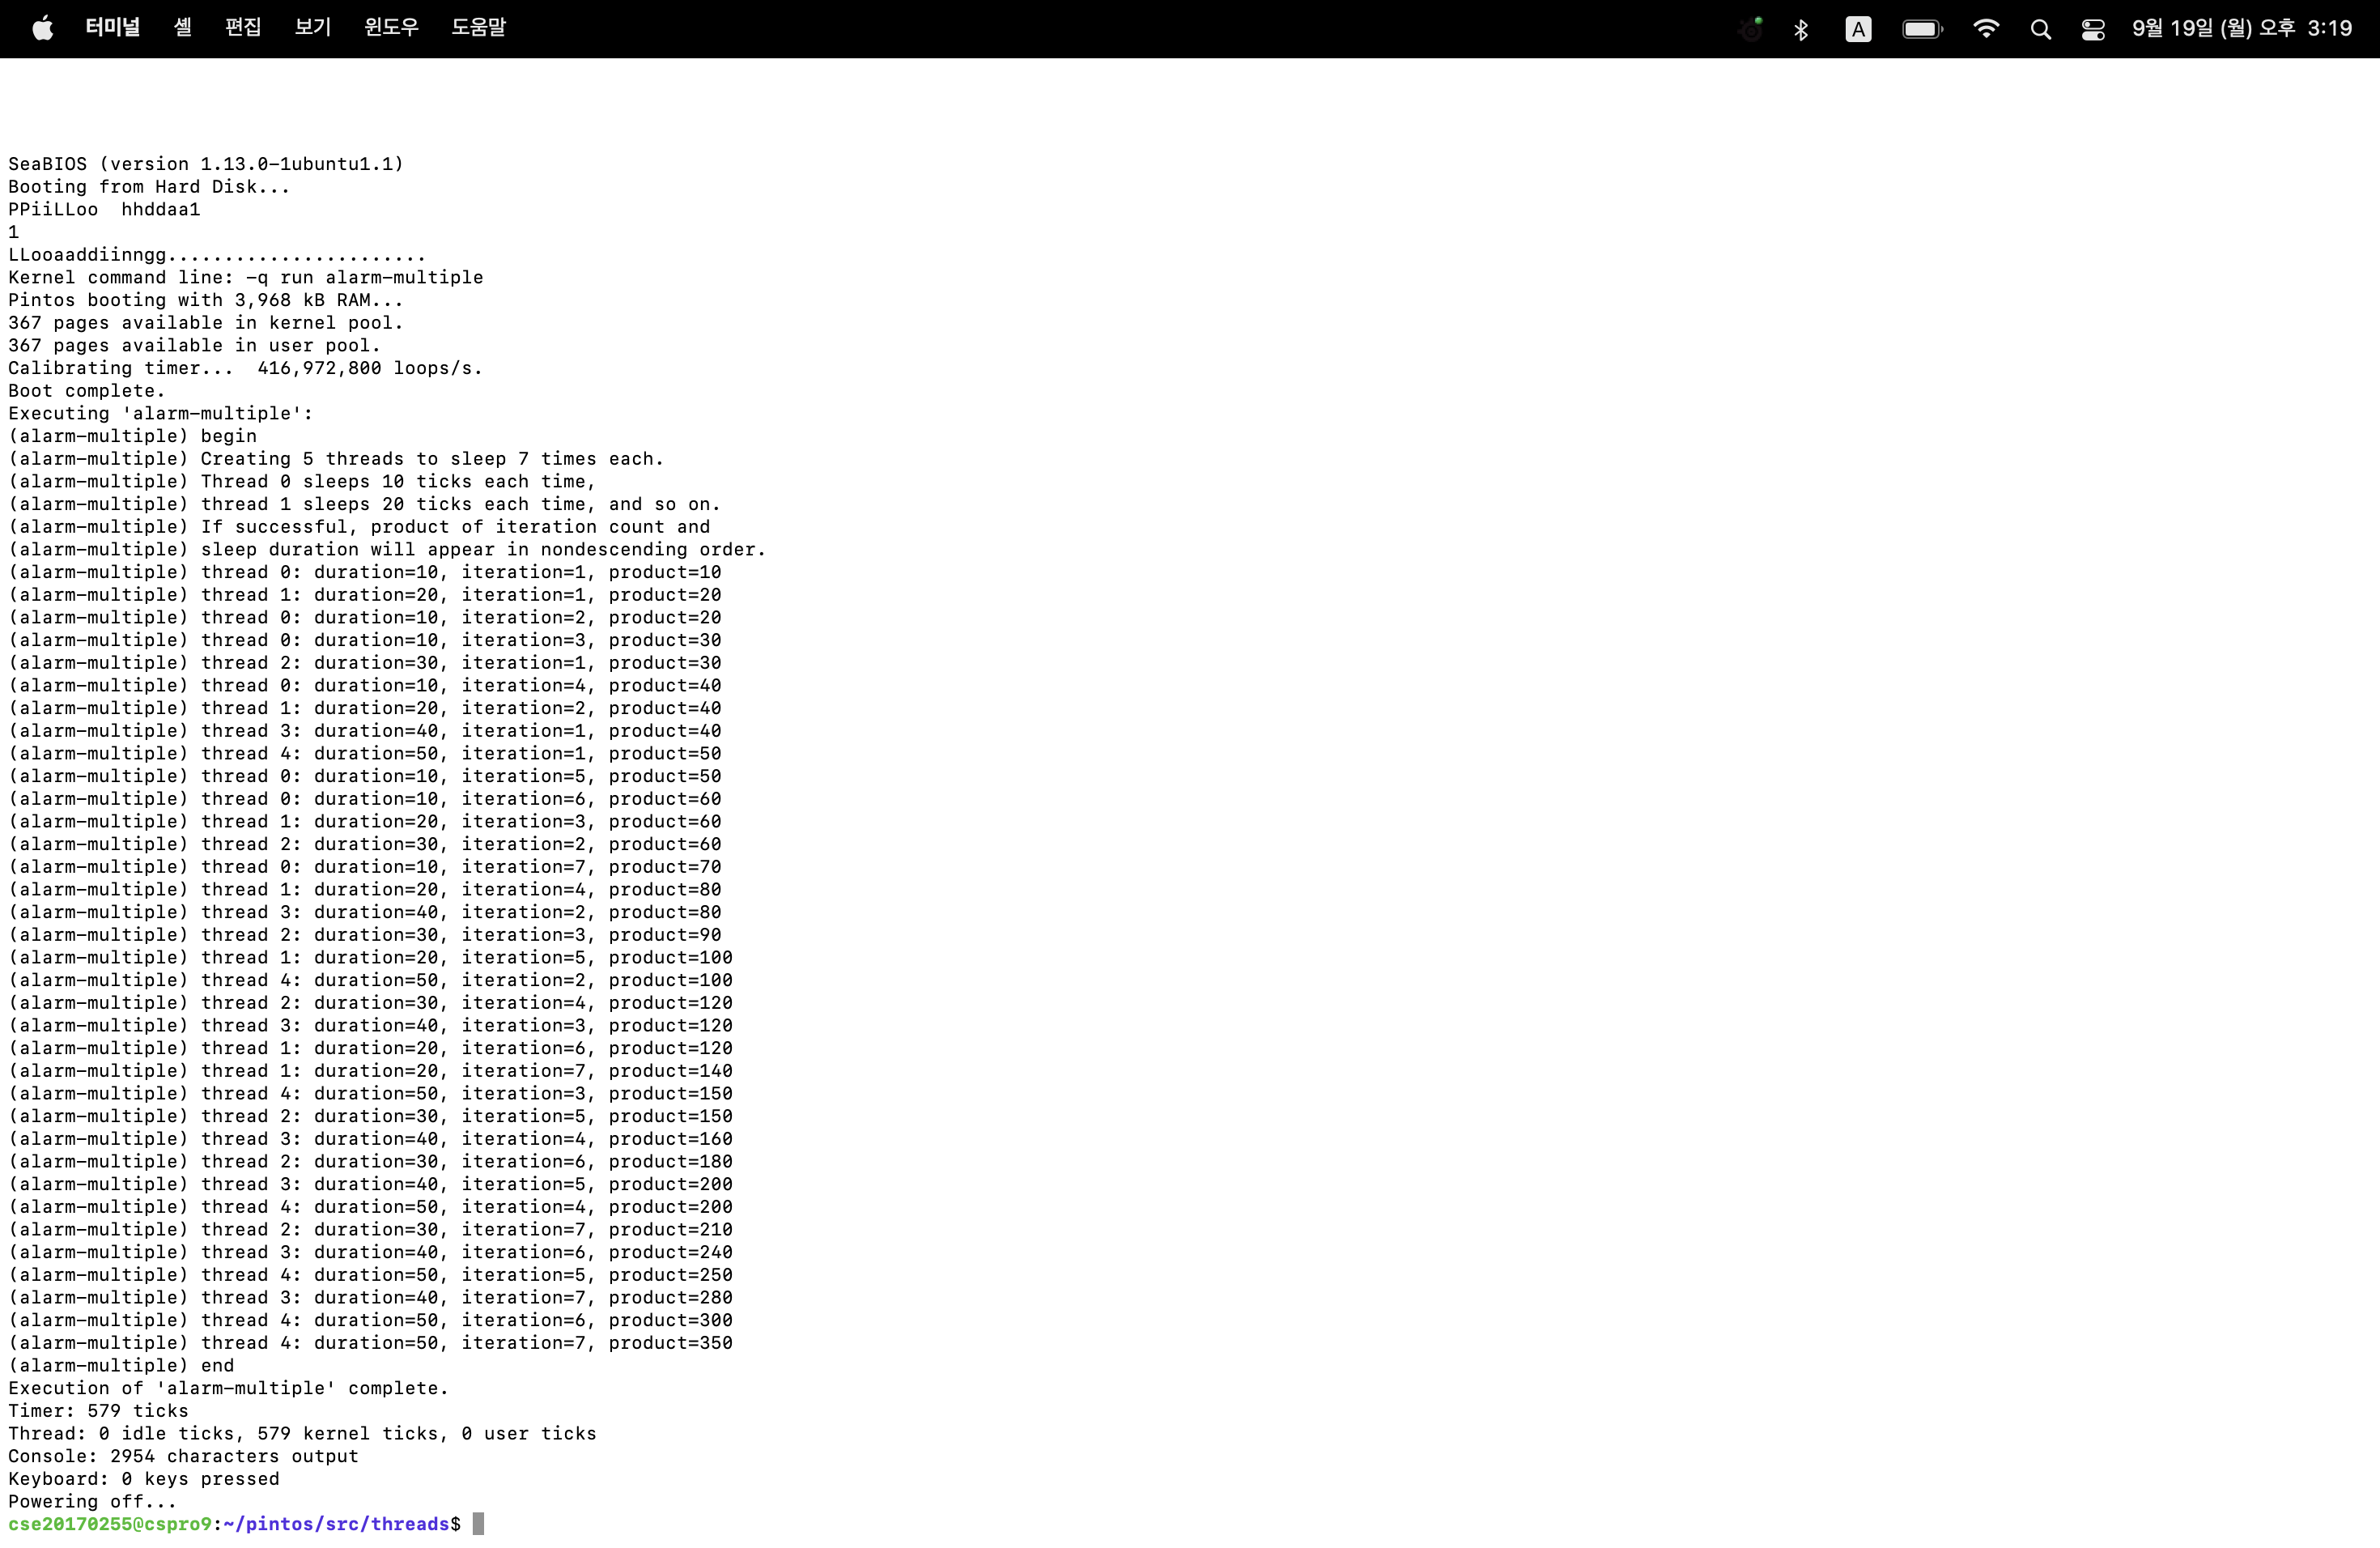 터미널 셸 편집 보기 윈도우 도움말 A 9월 19일 (월) 오후 3:19
SeaBIOS (version 1.13.0-1ubuntu1.1)
Booting from Hard Disk...
PPiiLLoo  hhddaa1
1
LLooaaddiinngg.......................
Kernel command line: -q run alarm-multiple
Pintos booting with 3,968 kB RAM...
367 pages available in kernel pool.
367 pages available in user pool.
Calibrating timer...  416,972,800 loops/s.
Boot complete.
Executing 'alarm-multiple':
(alarm-multiple) begin
(alarm-multiple) Creating 5 threads to sleep 7 times each.
(alarm-multiple) Thread 0 sleeps 10 ticks each time,
(alarm-multiple) thread 1 sleeps 20 ticks each time, and so on.
(alarm-multiple) If successful, product of iteration count and
(alarm-multiple) sleep duration will appear in nondescending order.
(alarm-multiple) thread 0: duration=10, iteration=1, product=10
(alarm-multiple) thread 1: duration=20, iteration=1, product=20
(alarm-multiple) thread 0: duration=10, iteration=2, product=20
(alarm-multiple) thread 0: duration=10, iteration=3, product=30
(alarm-multiple) thread 2: duration=30, iteration=1, product=30
(alarm-multiple) thread 0: duration=10, iteration=4, product=40
(alarm-multiple) thread 1: duration=20, iteration=2, product=40
(alarm-multiple) thread 3: duration=40, iteration=1, product=40
(alarm-multiple) thread 4: duration=50, iteration=1, product=50
(alarm-multiple) thread 0: duration=10, iteration=5, product=50
(alarm-multiple) thread 0: duration=10, iteration=6, product=60
(alarm-multiple) thread 1: duration=20, iteration=3, product=60
(alarm-multiple) thread 2: duration=30, iteration=2, product=60
(alarm-multiple) thread 0: duration=10, iteration=7, product=70
(alarm-multiple) thread 1: duration=20, iteration=4, product=80
(alarm-multiple) thread 3: duration=40, iteration=2, product=80
(alarm-multiple) thread 2: duration=30, iteration=3, product=90
(alarm-multiple) thread 1: duration=20, iteration=5, product=100
(alarm-multiple) thread 4: duration=50, iteration=2, product=100
(alarm-multiple) thread 2: duration=30, iteration=4, product=120
(alarm-multiple) thread 3: duration=40, iteration=3, product=120
(alarm-multiple) thread 1: duration=20, iteration=6, product=120
(alarm-multiple) thread 1: duration=20, iteration=7, product=140
(alarm-multiple) thread 4: duration=50, iteration=3, product=150
(alarm-multiple) thread 2: duration=30, iteration=5, product=150
(alarm-multiple) thread 3: duration=40, iteration=4, product=160
(alarm-multiple) thread 2: duration=30, iteration=6, product=180
(alarm-multiple) thread 3: duration=40, iteration=5, product=200
(alarm-multiple) thread 4: duration=50, iteration=4, product=200
(alarm-multiple) thread 2: duration=30, iteration=7, product=210
(alarm-multiple) thread 3: duration=40, iteration=6, product=240
(alarm-multiple) thread 4: duration=50, iteration=5, product=250
(alarm-multiple) thread 3: duration=40, iteration=7, product=280
(alarm-multiple) thread 4: duration=50, iteration=6, product=300
(alarm-multiple) thread 4: duration=50, iteration=7, product=350
(alarm-multiple) end
Execution of 'alarm-multiple' complete.
Timer: 579 ticks
Thread: 0 idle ticks, 579 kernel ticks, 0 user ticks
Console: 2954 characters output
Keyboard: 0 keys pressed
Powering off...
cse20170255@cspro9:~/pintos/src/threads$